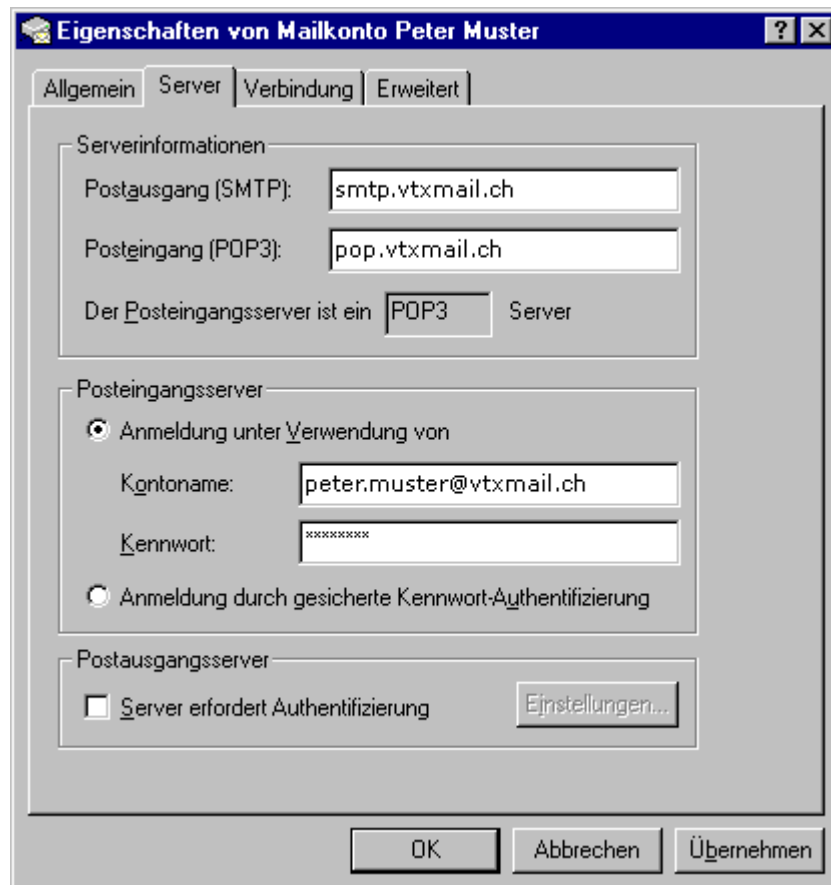 Eigenschaften von Mailkonto Peter Muster
Allgemein Server Verbindung Erweitert
Serverinformationen
Postausgang (SMTP): smtp.vtxmail.ch
Posteingang (POP3): pop.vtxmail.ch
Der Posteingangsserver ist ein POP3 Server
Posteingangsserver
Anmeldung unter Verwendung von
Kontoname: peter.muster@vtxmail.ch
Kennwort: ********
Anmeldung durch gesicherte Kennwort-Authentifizierung
Postausgangsserver
Server erfordert Authentifizierung Einstellungen...
OK Abbrechen Übernehmen